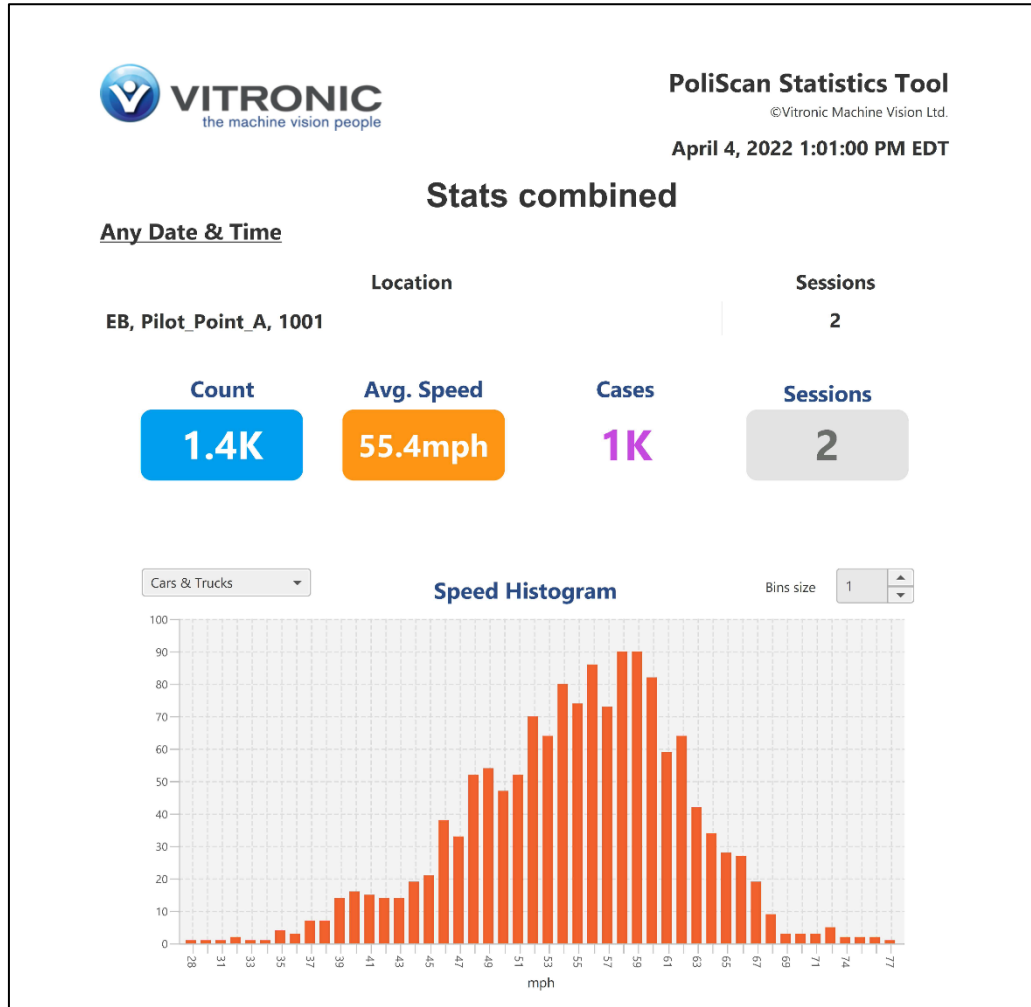 VITRONIC
the machine vision people
PoliScan Statistics Tool
©Vitronic Machine Vision Ltd.
April 4, 2022 1:01:00 PM EDT
Stats combined
Any Date & Time
Location Sessions
EB, Pilot_Point_A, 1001 2
Count Avg. Speed Cases Sessions
1.4K 55.4mph 1K 2
Cars & Trucks Speed Histogram Bins size 1
100
90
80
70
60
50
40
30
20
10
0
28 31 33 35 37 39 41 43 45 47 49 51 53 55 57 59 61 63 65 67 69 71 74 77
mph